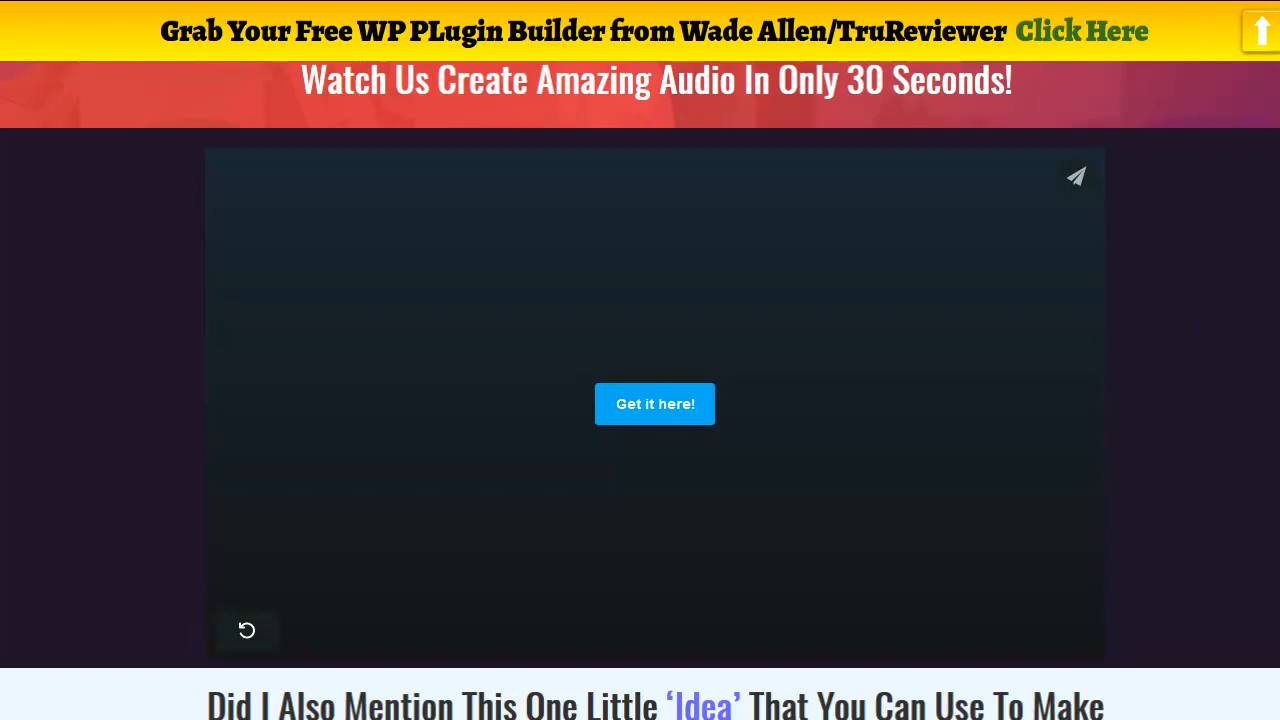 Grab Your Free WP PLugin Builder from Wade Allen/TruReviewer Click Here
Watch Us Create Amazing Audio In Only 30 Seconds!
Get it here!
Did I Also Mention This One Little ‘Idea’ That You Can Use To Make